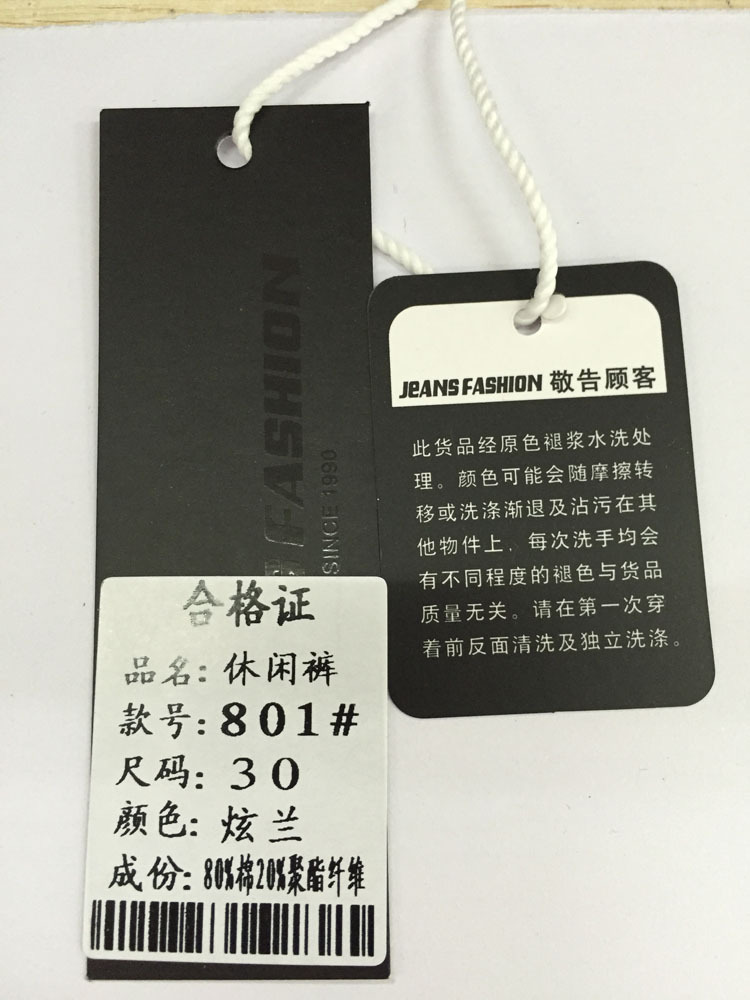 FASHION
SINCE 1990
JEANS FASHION 敬告顾客
此货品经原色褪浆水洗处
理。颜色可能会随摩擦转
移或洗涤渐退及沾污在其
他物件上，每次洗手均会
有不同程度的褪色与货品
质量无关。请在第一次穿
着前反面清洗及独立洗涤。
合格证
品名：休闲裤
款号：801#
尺码：30
颜色：炫兰
成份：80%棉20%聚酯纤维